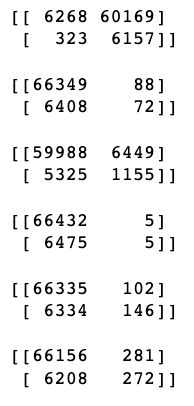 [[ 6268 60169]
 [  323  6157]]
[[66349    88]
 [ 6408    72]]
[[59988  6449]
 [ 5325  1155]]
[[66432     5]
 [ 6475     5]]
[[66335   102]
 [ 6334   146]]
[[66156   281]
 [ 6208   272]]